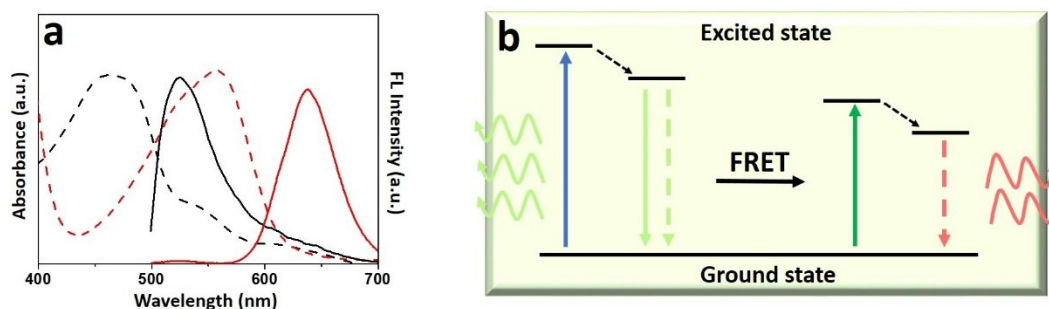 a
Absorbance (a.u.)
FL Intensity (a.u.)
400 500 600 700
Wavelength (nm)
b
Excited state
FRET
Ground state